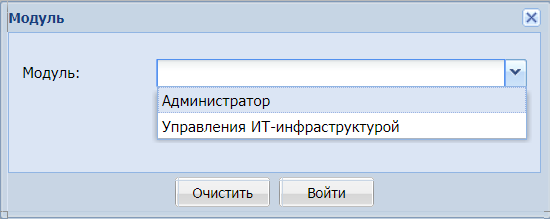 Модуль
Модуль:
Администратор
Управления ИТ-инфраструктурой
Очистить Войти